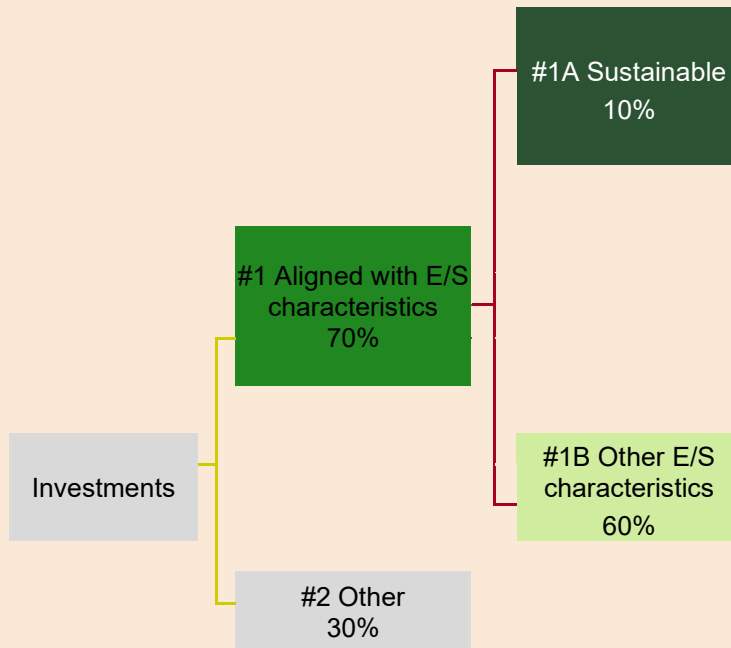 #1A Sustainable
10%
#1 Aligned with E/S
characteristics
70%
Investments
#1B Other E/S
characteristics
60%
#2 Other
30%